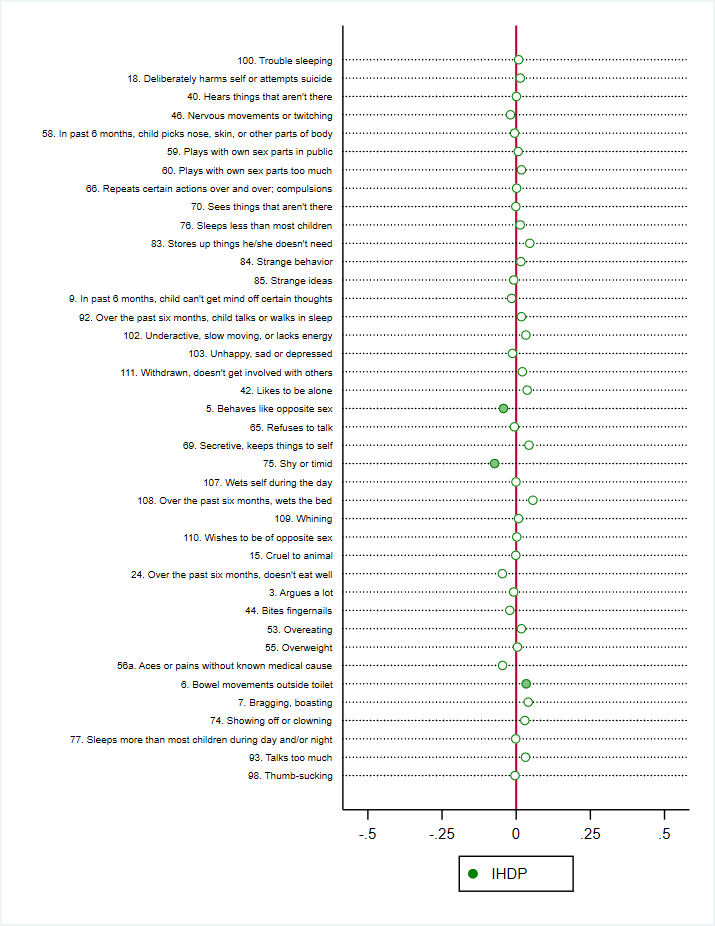 100. Trouble sleeping
18. Deliberately harms self or attempts suicide
40. Hears things that aren't there
46. Nervous movements or twitching
58. In past 6 months, child picks nose, skin, or other parts of body
59. Plays with own sex parts in public
60. Plays with own sex parts too much
66. Repeats certain actions over and over; compulsions
70. Sees things that aren't there
76. Sleeps less than most children
83. Stores up things he/she doesn't need
84. Strange behavior
85. Strange ideas
9. In past 6 months, child can't get mind off certain thoughts
92. Over the past six months, child talks or walks in sleep
102. Underactive, slow moving, or lacks energy
103. Unhappy, sad or depressed
111. Withdrawn, doesn't get involved with others
42. Likes to be alone
5. Behaves like opposite sex
65. Refuses to talk
69. Secretive, keeps things to self
75. Shy or timid
107. Wets self during the day
108. Over the past six months, wets the bed
109. Whining
110. Wishes to be of opposite sex
15. Cruel to animal
24. Over the past six months, doesn't eat well
3. Argues a lot
44. Bites fingernails
53. Overeating
55. Overweight
56a. Aces or pains without known medical cause
6. Bowel movements outside toilet
7. Bragging, boasting
74. Showing off or clowning
77. Sleeps more than most children during day and/or night
93. Talks too much
98. Thumb-sucking
-.5 -.25 0 .25 .5
IHDP